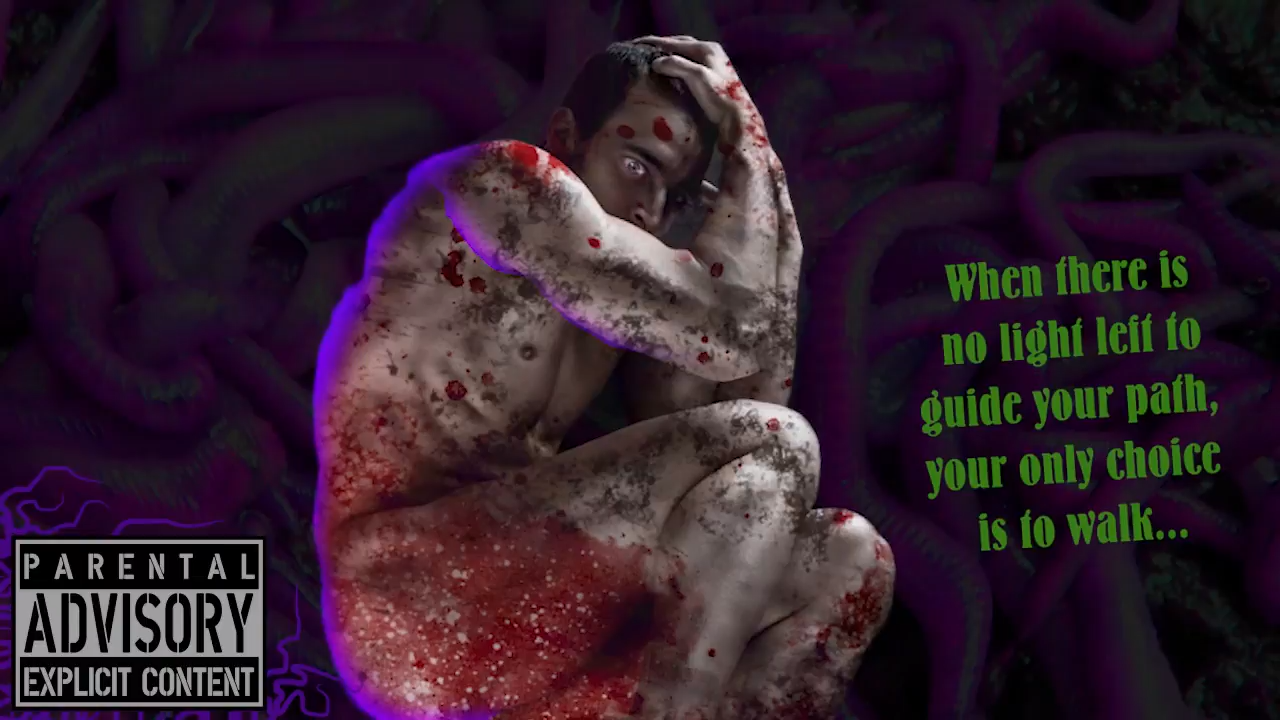 When there is
no light left to
guide your path,
your only choice
is to walk...
PARENTAL
ADVISORY
EXPLICIT CONTENT